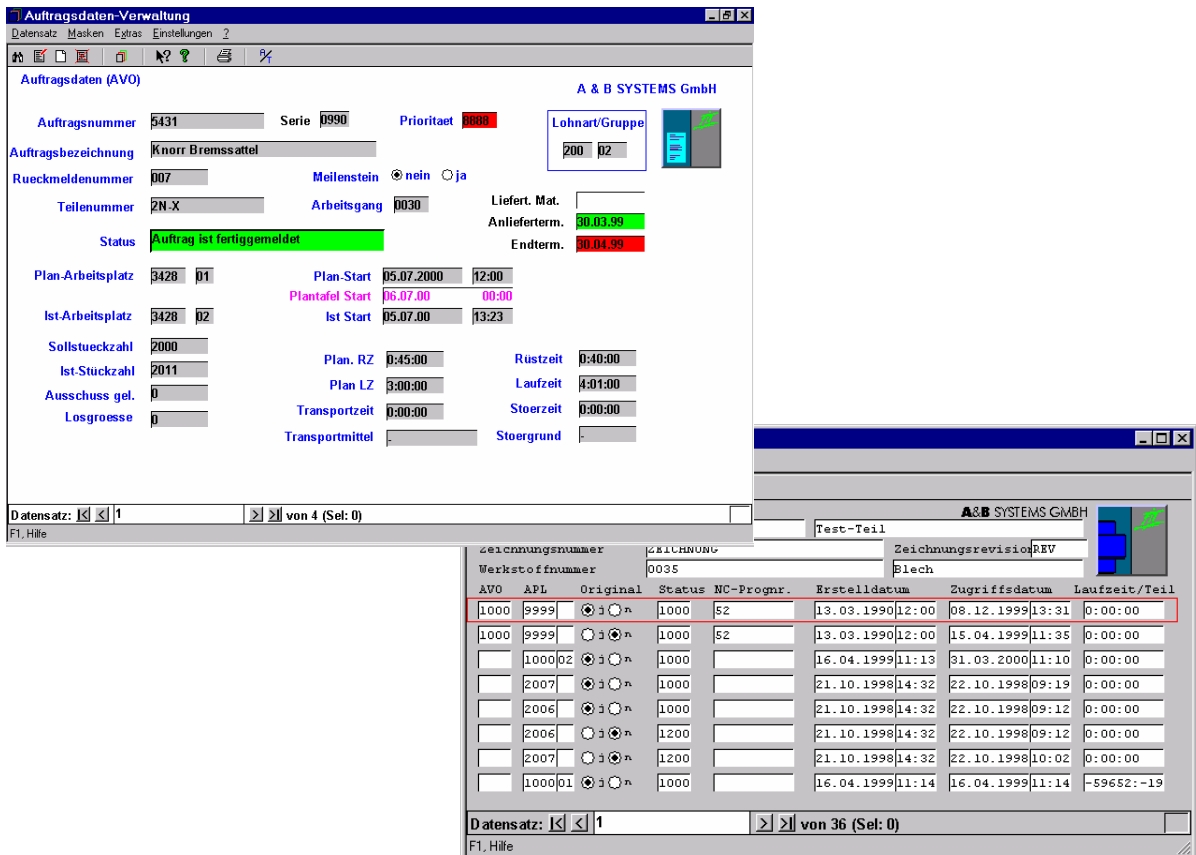 Auftragsdaten-Verwaltung
Datensatz Masken Extras Einstellungen ?
Auftragsdaten (AVO)
A & B SYSTEMS GmbH
Auftragsnummer 5431 Serie 0990 Prioritaet 8888 Lohnart/Gruppe
Auftragsbezeichnung Knorr Bremssattel 200 02
Rueckmeldenummer 007 Meilenstein nein ja
Teilenummer 2N-X Arbeitsgang 0030 Liefert. Mat.
Anlieferterm. 30.03.99
Status Auftrag ist fertiggemeldet Endterm. 30.04.99
Plan-Arbeitsplatz 3428 01 Plan-Start 05.07.2000 12:00
Plantafel Start 06.07.00 00:00
Ist-Arbeitsplatz 3428 02 Ist Start 05.07.00 13:23
Sollstueckzahl 2000 Plan. RZ 0:45:00 Rüstzeit 0:40:00
Ist-Stückzahl 2011 Plan LZ 3:00:00 Laufzeit 4:01:00
Ausschuss gel. 0 Transportzeit 0:00:00 Stoerzeit 0:00:00
Losgroesse 0 Transportmittel - Stoergrund -
Datensatz: 1 von 4 (Sel: 0)
F1, Hilfe
A&B SYSTEMS GMBH
Test-Teil
Zeichnungsnummer ZEICHNUNG Zeichnungsrevision REV
Werkstoffnummer 0035 Blech
AVO APL Original Status NC-Prognr. Erstelldatum Zugriffsdatum Laufzeit/Teil
1000 9999 j n 1000 52 13.03.1990 12:00 08.12.1999 13:31 0:00:00
1000 9999 j n 1000 52 13.03.1990 12:00 15.04.1999 11:35 0:00:00
1000 02 j n 1000 16.04.1999 11:13 31.03.2000 11:10 0:00:00
2007 j n 1000 21.10.1998 14:32 22.10.1998 09:19 0:00:00
2006 j n 1000 21.10.1998 14:32 22.10.1998 09:12 0:00:00
2006 j n 1200 21.10.1998 14:32 22.10.1998 09:12 0:00:00
2007 j n 1200 21.10.1998 14:32 22.10.1998 10:02 0:00:00
1000 01 j n 1000 16.04.1999 11:14 16.04.1999 11:14 -59652:-19
Datensatz: 1 von 36 (Sel: 0)
F1, Hilfe